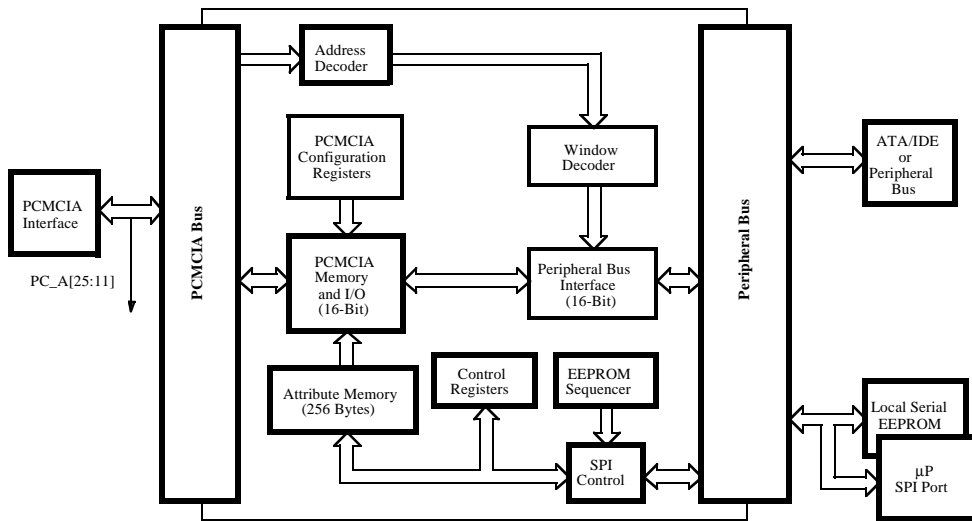 Address
Decoder
PCMCIA
Configuration
Registers
Window
Decoder
ATA/IDE
or
Peripheral
Bus
PCMCIA
Interface
PCMCIA Bus
Peripheral Bus
PC_A[25:11]
PCMCIA
Memory
and I/O
(16-Bit)
Peripheral Bus
Interface
(16-Bit)
Attribute Memory
(256 Bytes)
Control
Registers
EEPROM
Sequencer
SPI
Control
Local Serial
EEPROM
µP
SPI Port